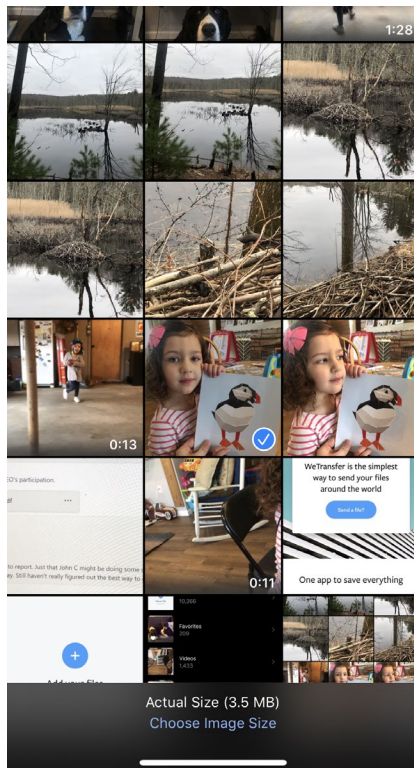 1:28
0:13
EO's participation.
el
...
to report. Just that John C might be doing some
ay. Still haven't really figured out the best way to
0:11
WeTransfer is the simplest
way to send your files
around the world
Send a file?
One app to save everything
Add your files
10,366
Favorites
209
Videos
1,433
Actual Size (3.5 MB)
Choose Image Size